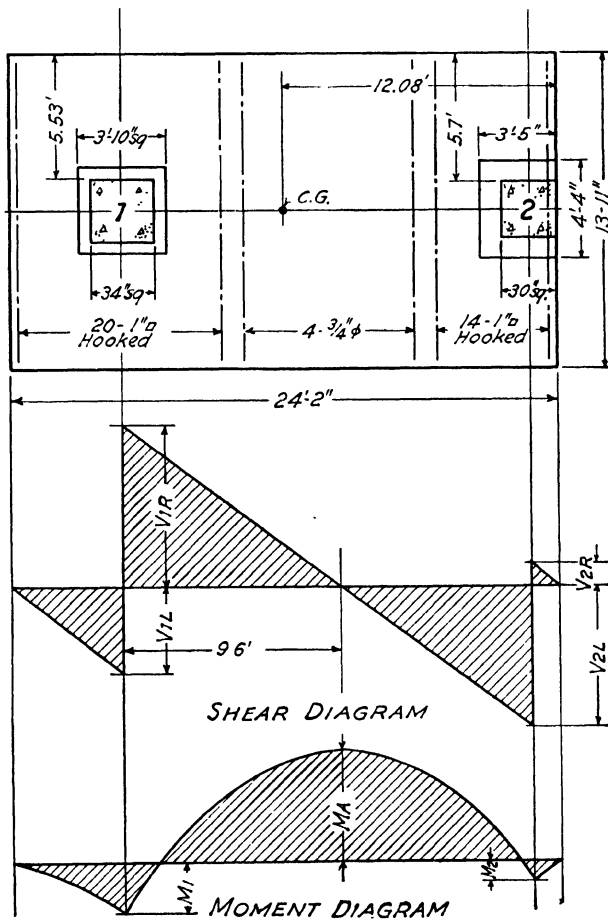 12.08'
5.53'
5.7'
3'-10"sq
3'-5"
1
C.G.
2
4'-4"
13'-11"
34"sq
30"sq.
20-1"□
Hooked
4-3/4"ϕ
14-1"□
Hooked
24'-2"
V1R
V2R
V1L
V2L
96'
SHEAR DIAGRAM
MA
M1
M2
MOMENT DIAGRAM